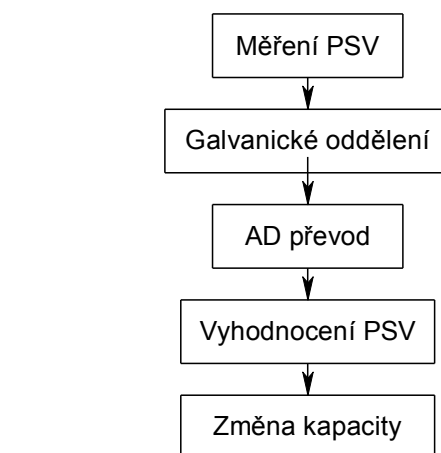 Měření PSV
Galvanické oddělení
AD převod
Vyhodnocení PSV
Změna kapacity